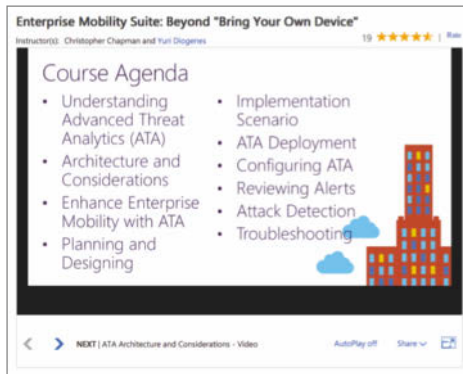 Enterprise Mobility Suite: Beyond "Bring Your Own Device"
Instructor(s): Christopher Chapman and Yuri Diogenes
19 | Rate
Course Agenda
• Understanding
Advanced Threat
Analytics (ATA)
• Architecture and
Considerations
• Enhance Enterprise
Mobility with ATA
• Planning and
Designing
• Implementation
Scenario
• ATA Deployment
• Configuring ATA
• Reviewing Alerts
• Attack Detection
• Troubleshooting
NEXT | ATA Architecture and Considerations - Video
AutoPlay off
Share